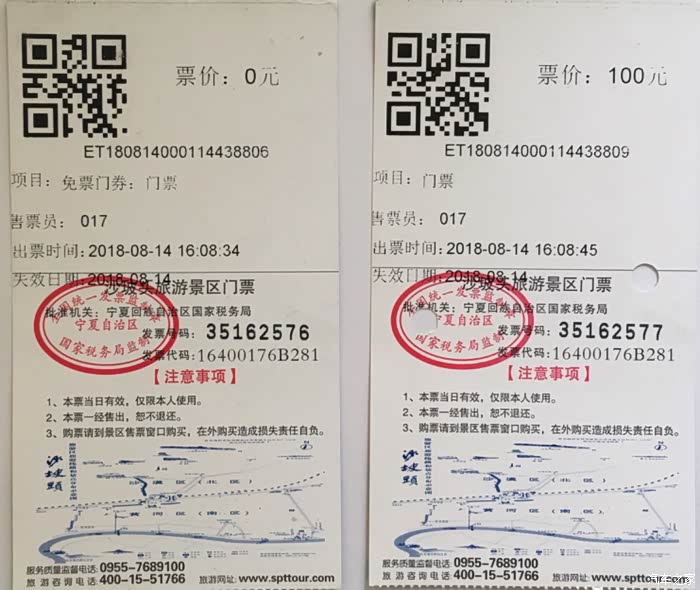 票价：0元
ET180814000114438806
项目：免票门券：门票
售票员： 017
出票时间：2018-08-14 16:08:34
失效日期：2018-08-14
沙坡头旅游景区门票
批准机关：宁夏回族自治区国家税务局
全国统一发票监制章
宁夏自治区
国家税务局监制
发票号码：35162576
发票代码：16400176B281
【注意事项】
1、本票当日有效，仅限本人使用。
2、本票一经售出，恕不退还。
3、购票请到景区售票窗口购买，在外购买造成损失责任自负。
沙坡头
服务质量监督电话：0955-7689100
旅游咨询电话：400-15-51766
旅游网址：www.spttour.com
票价：100元
ET180814000114438809
项目：门票
售票员： 017
出票时间：2018-08-14 16:08:45
失效日期：2018-08-14
沙坡头旅游景区门票
批准机关：宁夏回族自治区国家税务局
全国统一发票监制章
宁夏自治区
国家税务局监制
发票号码：35162577
发票代码：16400176B281
【注意事项】
1、本票当日有效，仅限本人使用。
2、本票一经售出，恕不退还。
3、购票请到景区售票窗口购买，在外购买造成损失责任自负。
沙坡头
服务质量监督电话：0955-7689100
旅游咨询电话：400-15-51766
旅游网址：www.spttour.com